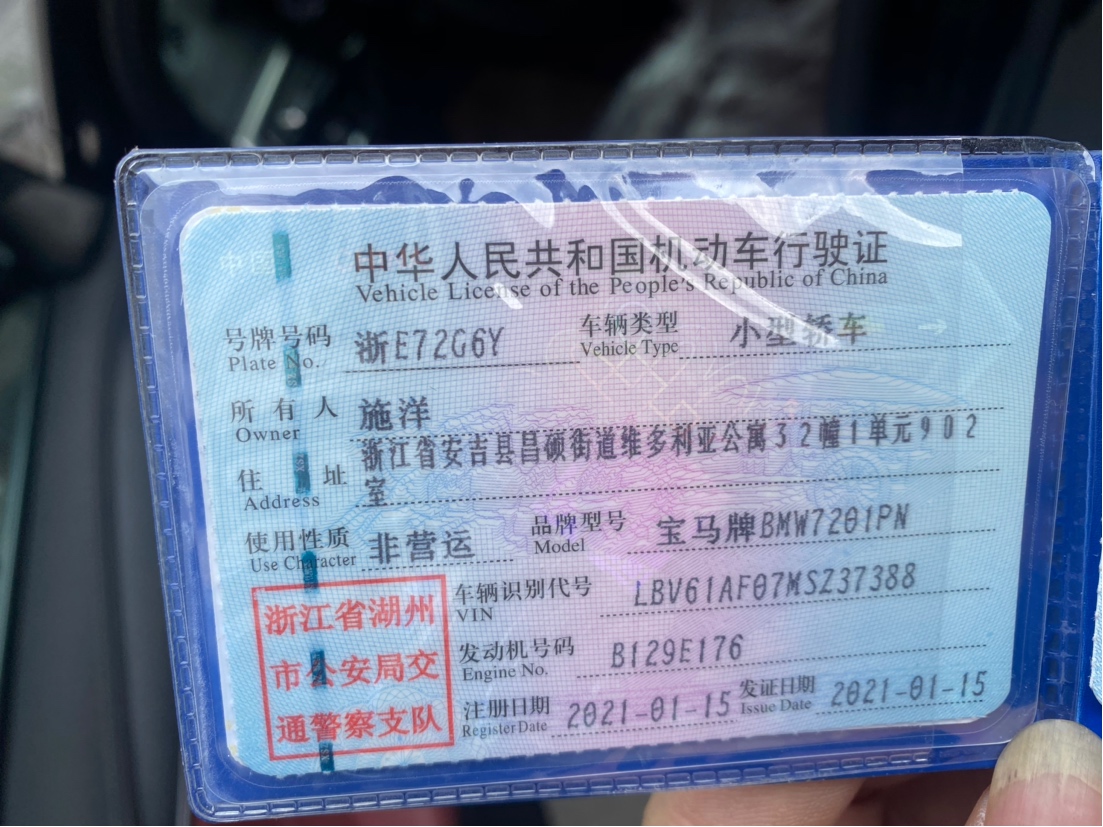 中华人民共和国机动车行驶证
Vehicle License of the People's Republic of China
号牌号码 浙E72G6Y 车辆类型 小型轿车
Plate No. Vehicle Type
所有人 施洋
Owner
住址 浙江省安吉县昌硕街道维多利亚公寓32幢1单元902
Address 室
使用性质 非营运 品牌型号 宝马牌BMW7201PN
Use Character Model
车辆识别代号 LBV61AF07MSZ37388
VIN
发动机号码 B129E176
Engine No.
注册日期 2021-01-15 发证日期 2021-01-15
Register Date Issue Date
浙江省湖州
市公安局交
通警察支队